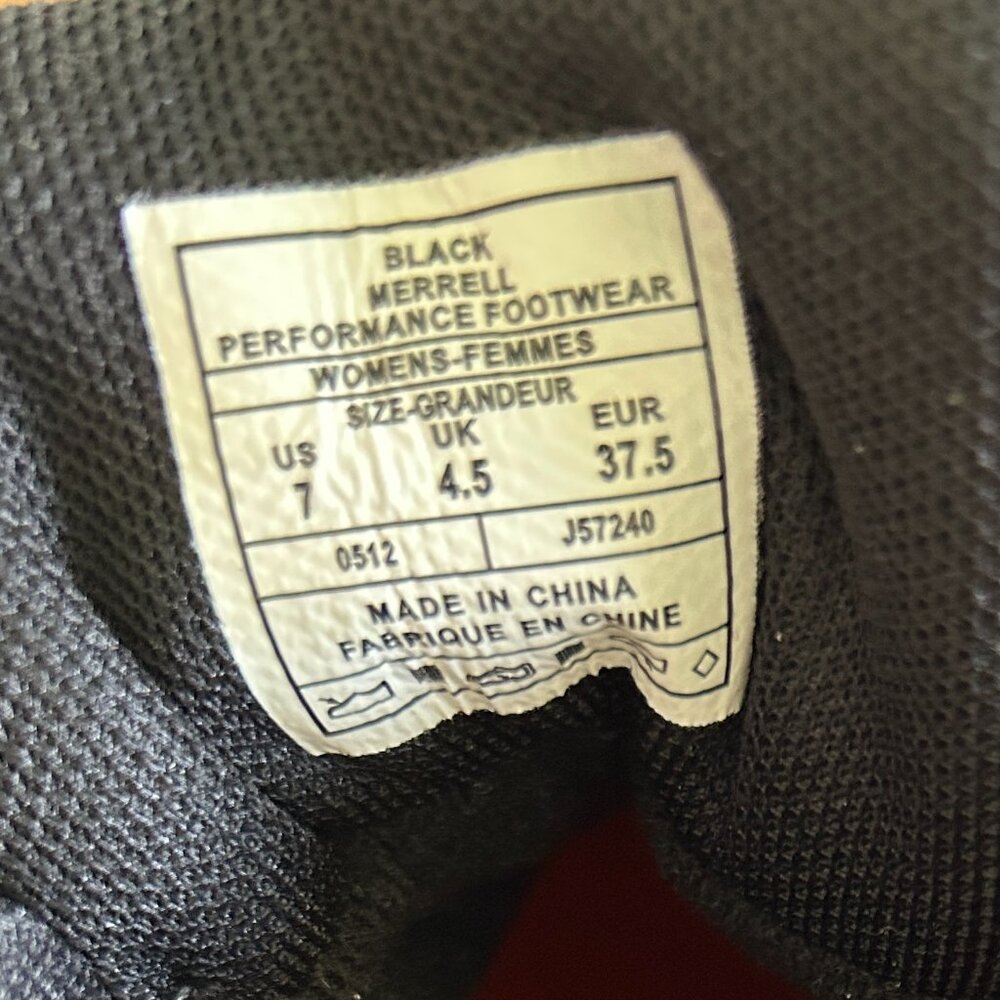 BLACK
MERRELL
PERFORMANCE FOOTWEAR
WOMENS-FEMMES
SIZE-GRANDEUR
US UK EUR
7 4.5 37.5
0512 J57240
MADE IN CHINA
FABRIQUE EN CHINE